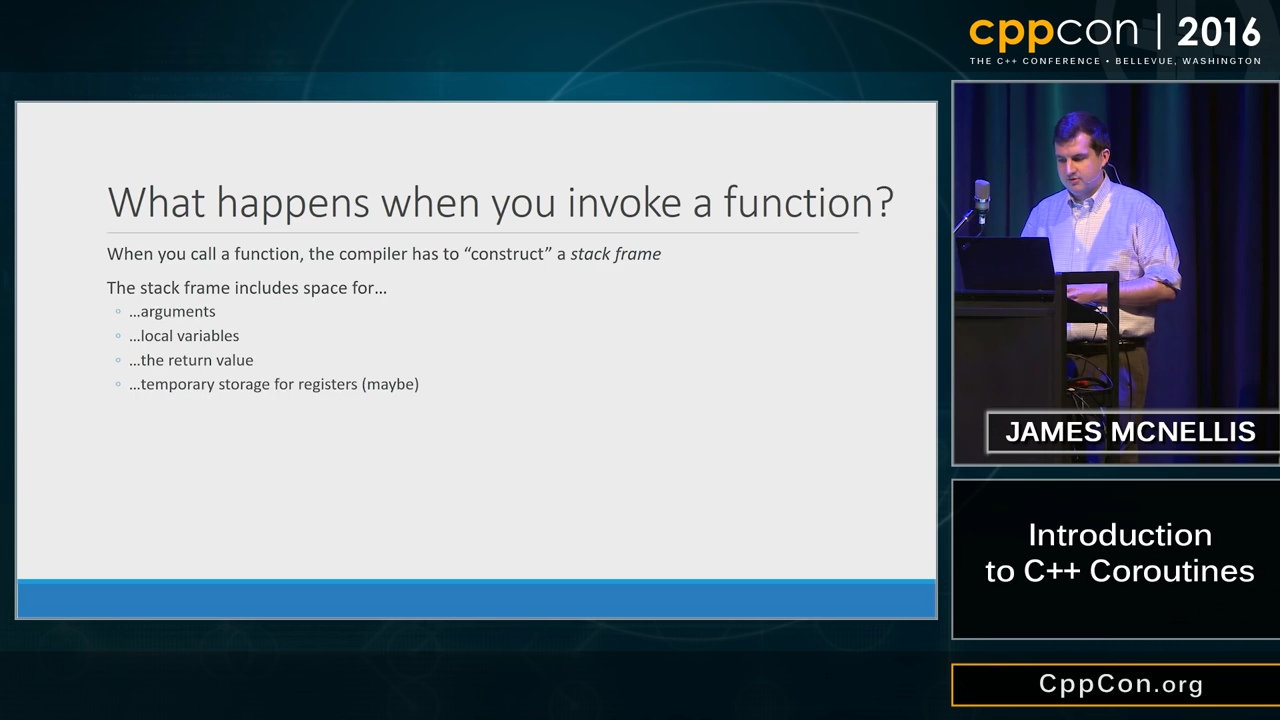 cppcon | 2016
THE C++ CONFERENCE • BELLEVUE, WASHINGTON
What happens when you invoke a function?
When you call a function, the compiler has to “construct” a stack frame
The stack frame includes space for…
◦ …arguments
◦ …local variables
◦ …the return value
◦ …temporary storage for registers (maybe)
JAMES MCNELLIS
Introduction
to C++ Coroutines
CppCon.org